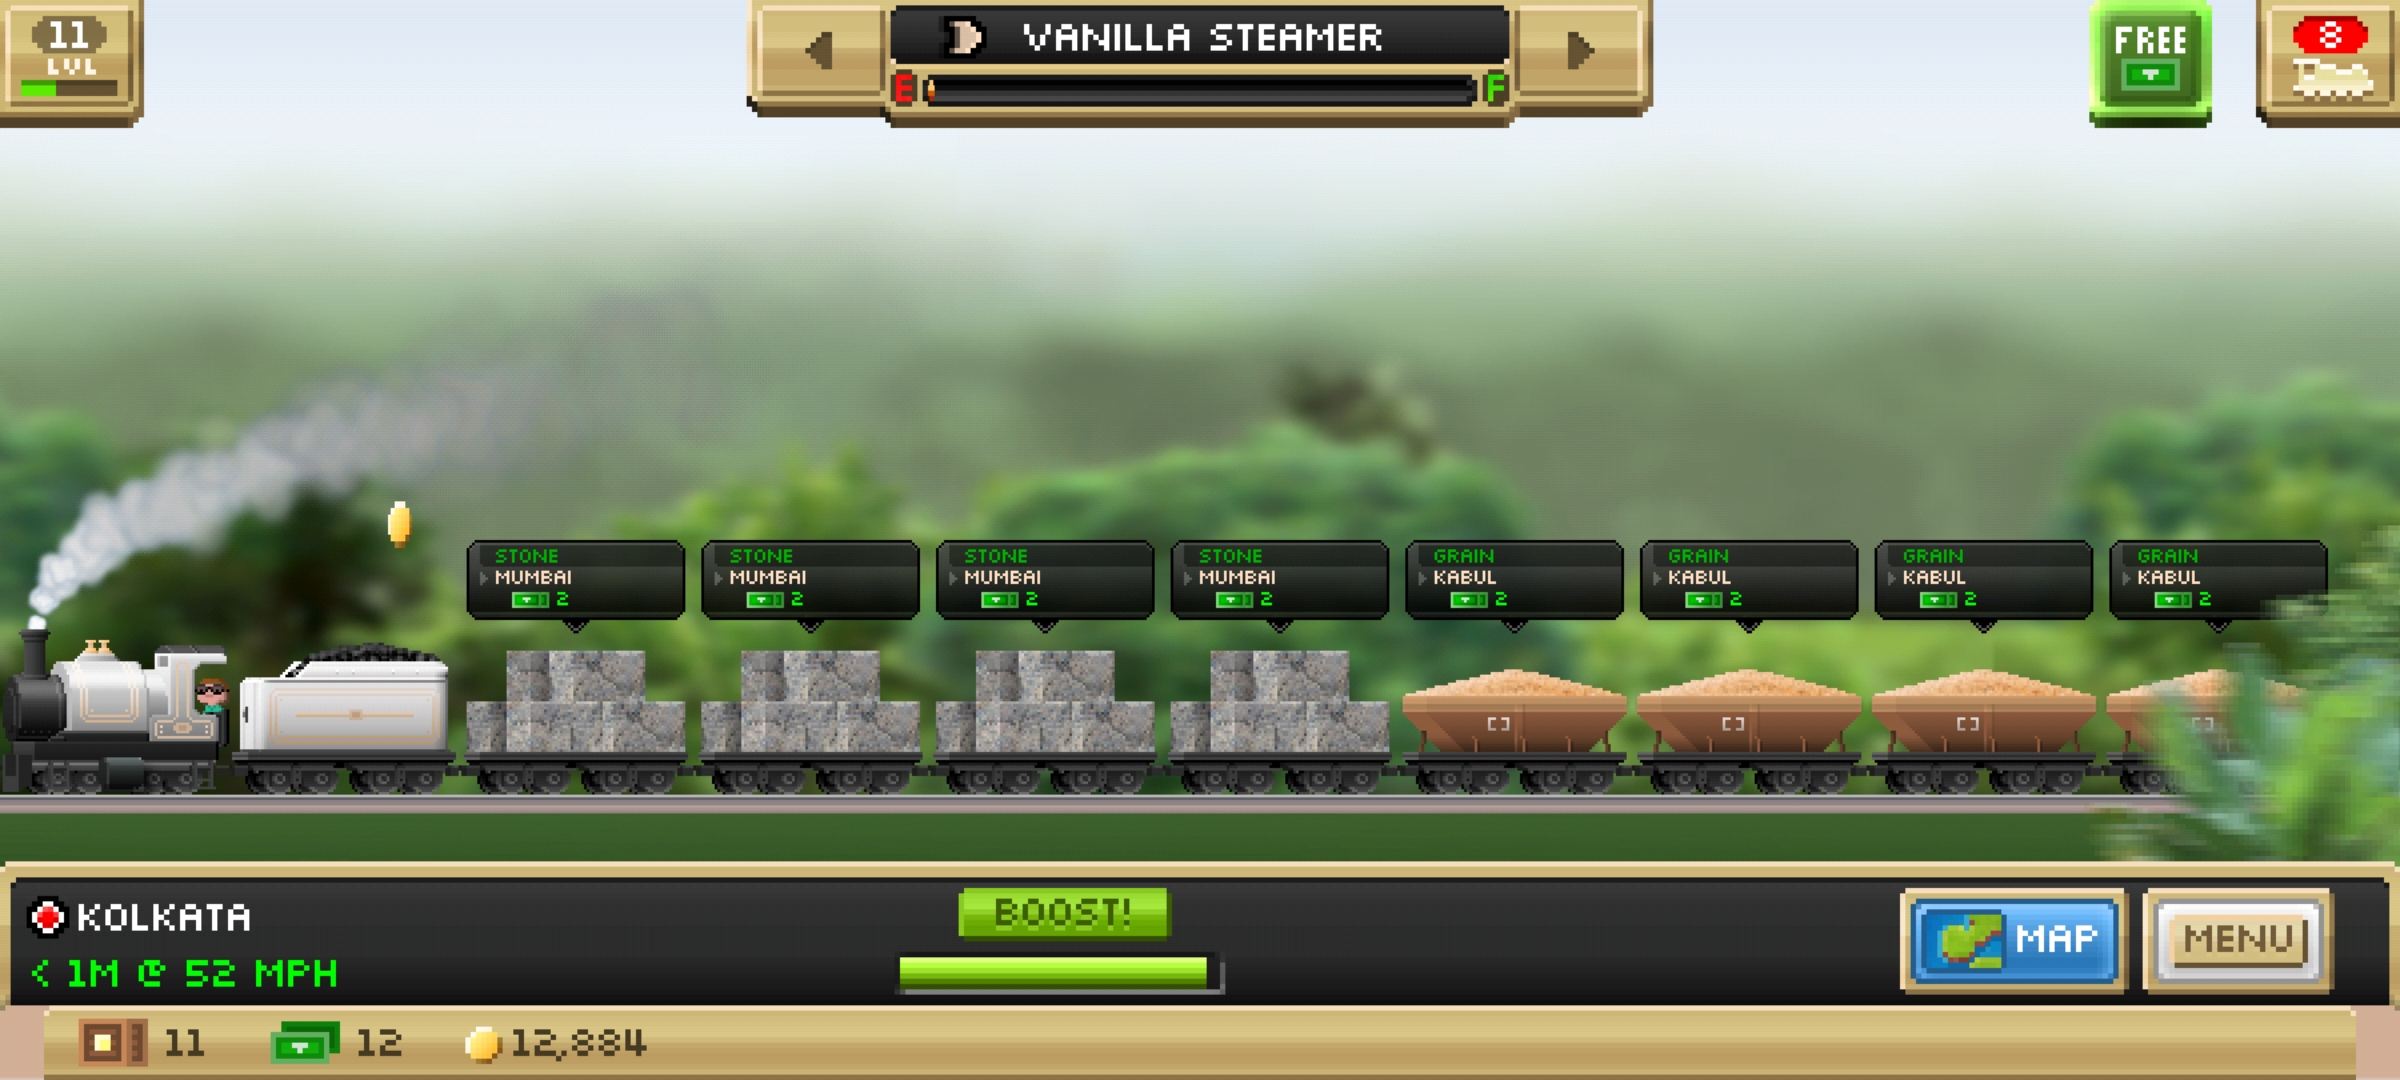 11
LVL
VANILLA STEAMER
E F
FREE
8
STONE
MUMBAI
2
STONE
MUMBAI
2
STONE
MUMBAI
2
STONE
MUMBAI
2
GRAIN
KABUL
2
GRAIN
KABUL
2
GRAIN
KABUL
2
GRAIN
KABUL
2
KOLKATA
< 1M @ 52 MPH
BOOST!
MAP
MENU
11
12
12,884